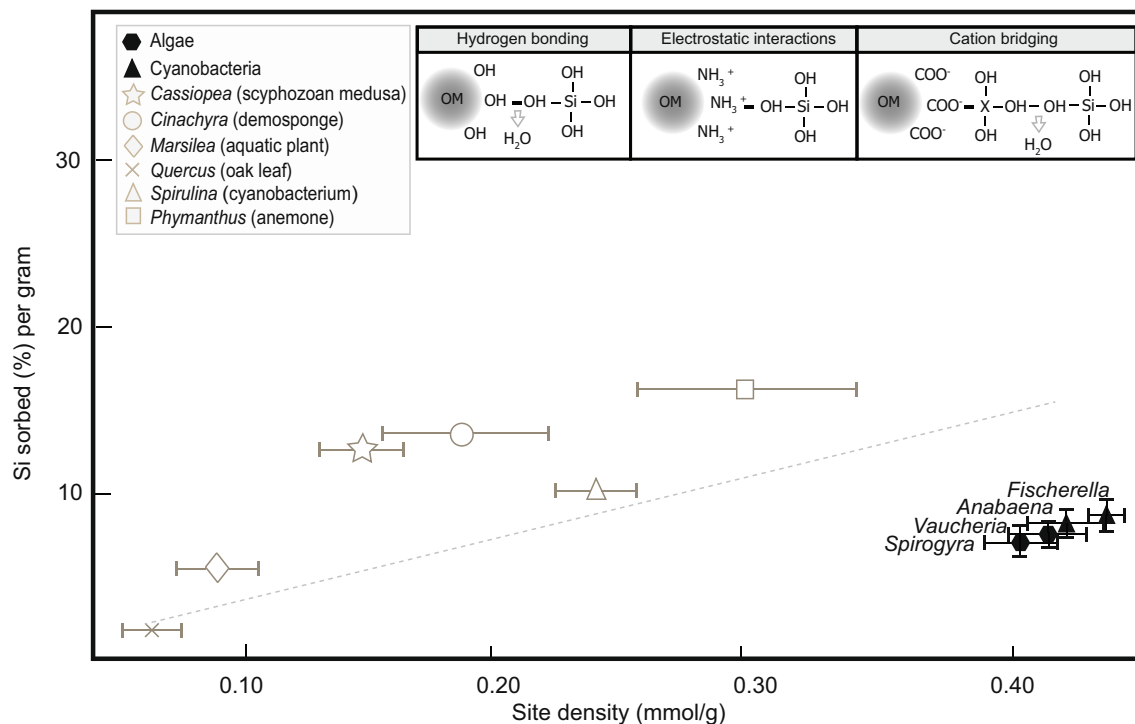 Algae
Cyanobacteria
Cassiopea (scyphozoan medusa)
Cinachyra (demosponge)
Marsilea (aquatic plant)
Quercus (oak leaf)
Spirulina (cyanobacterium)
Phymanthus (anemone)
Hydrogen bonding
OH
OM
OH
OH
H₂O
OH
OH
Si
OH
OH
Electrostatic interactions
NH₃⁺
OM
NH₃⁺
NH₃⁺
OH
OH
Si
OH
OH
Cation bridging
COO⁻
OM
COO⁻
COO⁻
OH
X
OH
OH
OH
H₂O
OH
Si
OH
OH
Si sorbed (%) per gram
30
20
10
Fischerella
Anabaena
Vaucheria
Spirogyra
0.10 0.20 0.30 0.40
Site density (mmol/g)